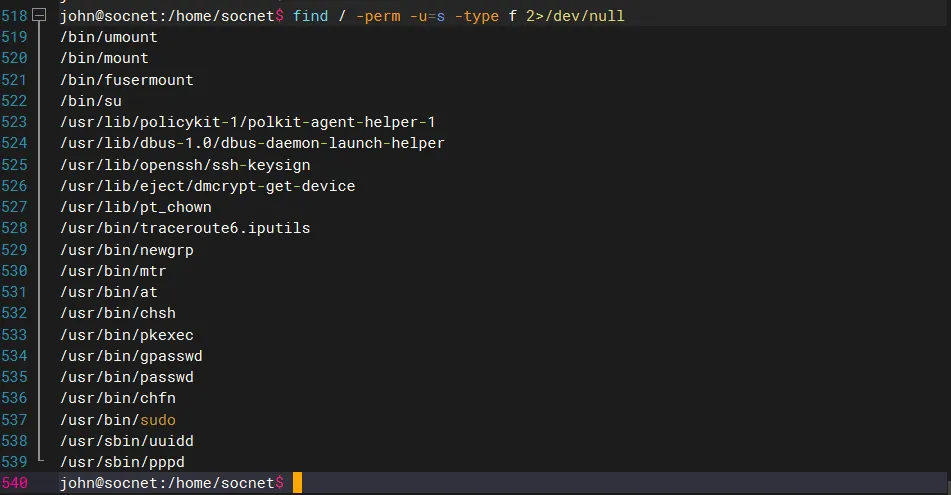 518 john@socnet:/home/socnet$ find / -perm -u=s -type f 2>/dev/null
519 /bin/umount
520 /bin/mount
521 /bin/fusermount
522 /bin/su
523 /usr/lib/policykit-1/polkit-agent-helper-1
524 /usr/lib/dbus-1.0/dbus-daemon-launch-helper
525 /usr/lib/openssh/ssh-keysign
526 /usr/lib/eject/dmcrypt-get-device
527 /usr/lib/pt_chown
528 /usr/bin/traceroute6.iputils
529 /usr/bin/newgrp
530 /usr/bin/mtr
531 /usr/bin/at
532 /usr/bin/chsh
533 /usr/bin/pkexec
534 /usr/bin/gpasswd
535 /usr/bin/passwd
536 /usr/bin/chfn
537 /usr/bin/sudo
538 /usr/sbin/uuidd
539 /usr/sbin/pppd
540 john@socnet:/home/socnet$